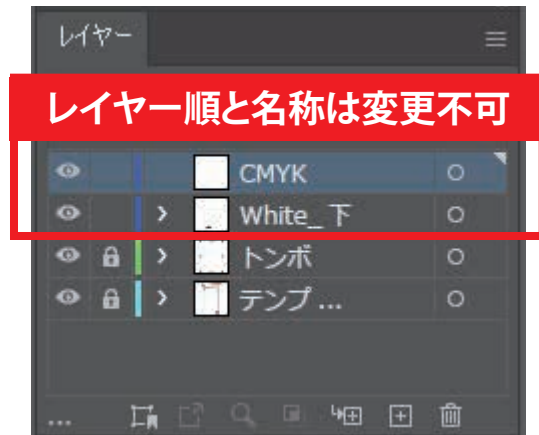 レイヤー
レイヤー順と名称は変更不可
CMYK
White_下
トンボ
テンプ...